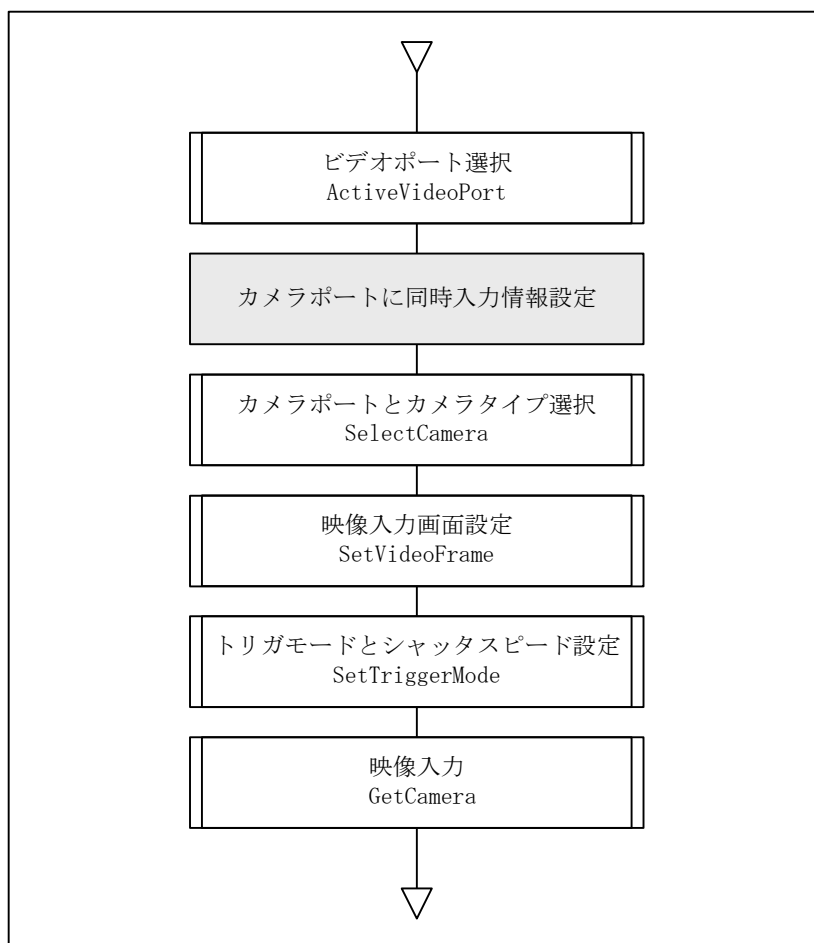 ビデオポート選択
ActiveVideoPort
カメラポートに同時入力情報設定
カメラポートとカメラタイプ選択
SelectCamera
映像入力画面設定
SetVideoFrame
トリガモードとシャッタスピード設定
SetTriggerMode
映像入力
GetCamera